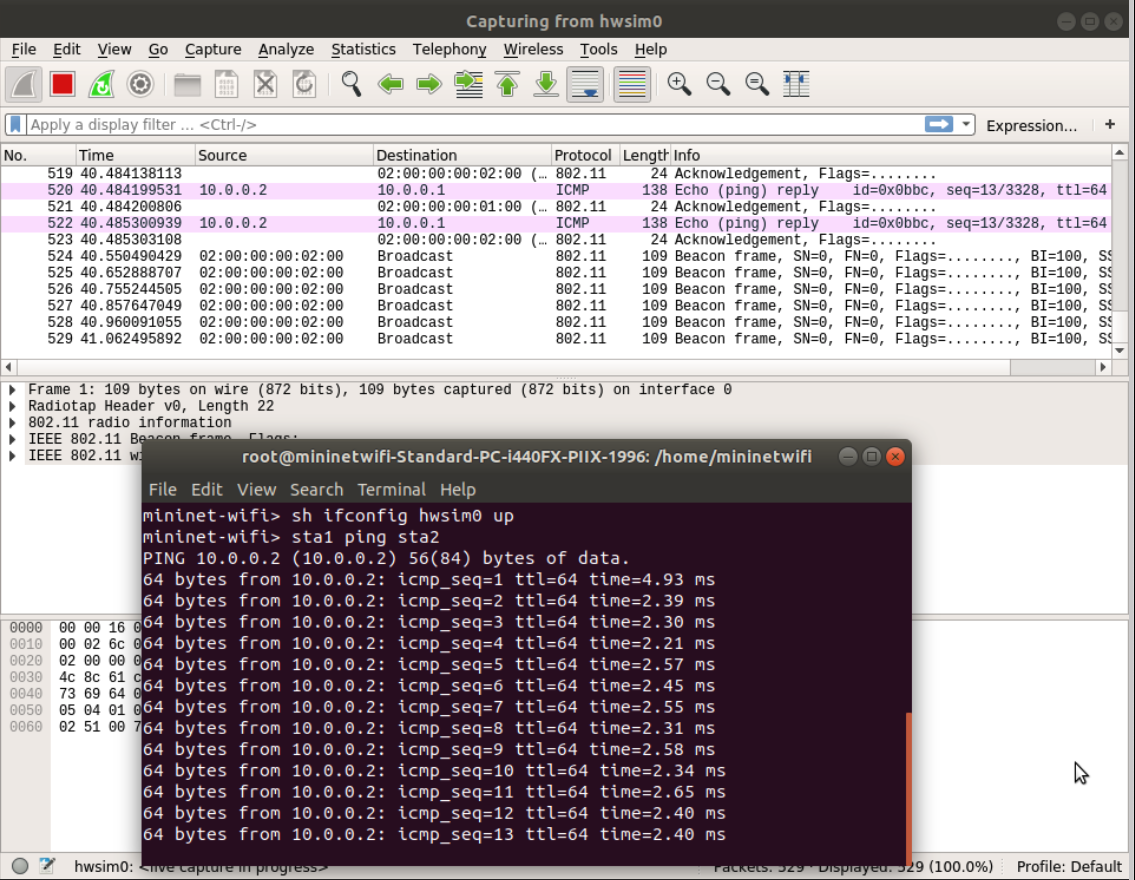 Capturing from hwsim0
File Edit View Go Capture Analyze Statistics Telephony Wireless Tools Help
Apply a display filter ... <Ctrl-/> Expression... +
No. Time Source Destination Protocol Length Info
519 40.484138113 02:00:00:00:02:00 (… 802.11 24 Acknowledgement, Flags=........
520 40.484199531 10.0.0.2 10.0.0.1 ICMP 138 Echo (ping) reply id=0x0bbc, seq=13/3328, ttl=64
521 40.484200806 02:00:00:00:01:00 (… 802.11 24 Acknowledgement, Flags=........
522 40.485300939 10.0.0.2 10.0.0.1 ICMP 138 Echo (ping) reply id=0x0bbc, seq=13/3328, ttl=64
523 40.485303108 02:00:00:00:02:00 (… 802.11 24 Acknowledgement, Flags=........
524 40.550490429 02:00:00:00:02:00 Broadcast 802.11 109 Beacon frame, SN=0, FN=0, Flags=........, BI=100, SS
525 40.652888707 02:00:00:00:02:00 Broadcast 802.11 109 Beacon frame, SN=0, FN=0, Flags=........, BI=100, SS
526 40.755244505 02:00:00:00:02:00 Broadcast 802.11 109 Beacon frame, SN=0, FN=0, Flags=........, BI=100, SS
527 40.857647049 02:00:00:00:02:00 Broadcast 802.11 109 Beacon frame, SN=0, FN=0, Flags=........, BI=100, SS
528 40.960091055 02:00:00:00:02:00 Broadcast 802.11 109 Beacon frame, SN=0, FN=0, Flags=........, BI=100, SS
529 41.062495892 02:00:00:00:02:00 Broadcast 802.11 109 Beacon frame, SN=0, FN=0, Flags=........, BI=100, SS
Frame 1: 109 bytes on wire (872 bits), 109 bytes captured (872 bits) on interface 0
Radiotap Header v0, Length 22
802.11 radio information
IEEE 802.11 Beacon frame, Flags:
IEEE 802.11 wi
root@mininetwifi-Standard-PC-i440FX-PIIX-1996: /home/mininetwifi
File Edit View Search Terminal Help
mininet-wifi> sh ifconfig hwsim0 up
mininet-wifi> sta1 ping sta2
PING 10.0.0.2 (10.0.0.2) 56(84) bytes of data.
64 bytes from 10.0.0.2: icmp_seq=1 ttl=64 time=4.93 ms
64 bytes from 10.0.0.2: icmp_seq=2 ttl=64 time=2.39 ms
64 bytes from 10.0.0.2: icmp_seq=3 ttl=64 time=2.30 ms
64 bytes from 10.0.0.2: icmp_seq=4 ttl=64 time=2.21 ms
64 bytes from 10.0.0.2: icmp_seq=5 ttl=64 time=2.57 ms
64 bytes from 10.0.0.2: icmp_seq=6 ttl=64 time=2.45 ms
64 bytes from 10.0.0.2: icmp_seq=7 ttl=64 time=2.55 ms
64 bytes from 10.0.0.2: icmp_seq=8 ttl=64 time=2.31 ms
64 bytes from 10.0.0.2: icmp_seq=9 ttl=64 time=2.58 ms
64 bytes from 10.0.0.2: icmp_seq=10 ttl=64 time=2.34 ms
64 bytes from 10.0.0.2: icmp_seq=11 ttl=64 time=2.65 ms
64 bytes from 10.0.0.2: icmp_seq=12 ttl=64 time=2.40 ms
64 bytes from 10.0.0.2: icmp_seq=13 ttl=64 time=2.40 ms
0000 00 00 16 0
0010 00 02 6c 0
0020 02 00 00 0
0030 4c 8c 61 c
0040 73 69 64 0
0050 05 04 01 0
0060 02 51 00 7
hwsim0: <live capture in progress> Packets: 529 · Displayed: 529 (100.0%) Profile: Default